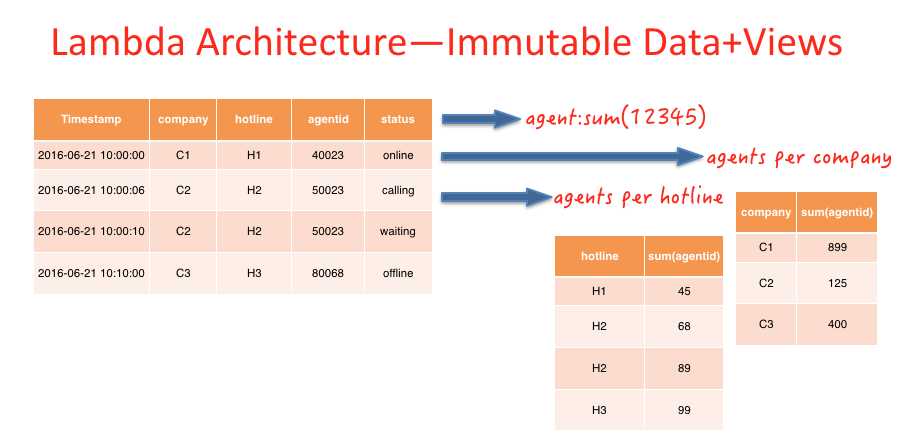 Lambda Architecture—Immutable Data+Views
Timestamp company hotline agentid status
2016-06-21 10:00:00 C1 H1 40023 online
2016-06-21 10:00:06 C2 H2 50023 calling
2016-06-21 10:00:10 C2 H2 50023 waiting
2016-06-21 10:10:00 C3 H3 80068 offline
agent:sum(12345)
agents per company
agents per hotline
hotline sum(agentid)
H1 45
H2 68
H2 89
H3 99
company sum(agentid)
C1 899
C2 125
C3 400